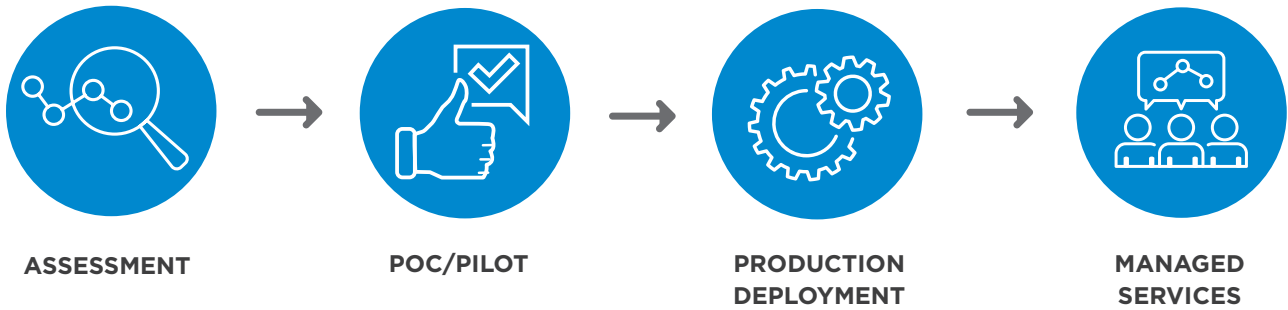 ASSESSMENT
POC/PILOT
PRODUCTION
DEPLOYMENT
MANAGED
SERVICES